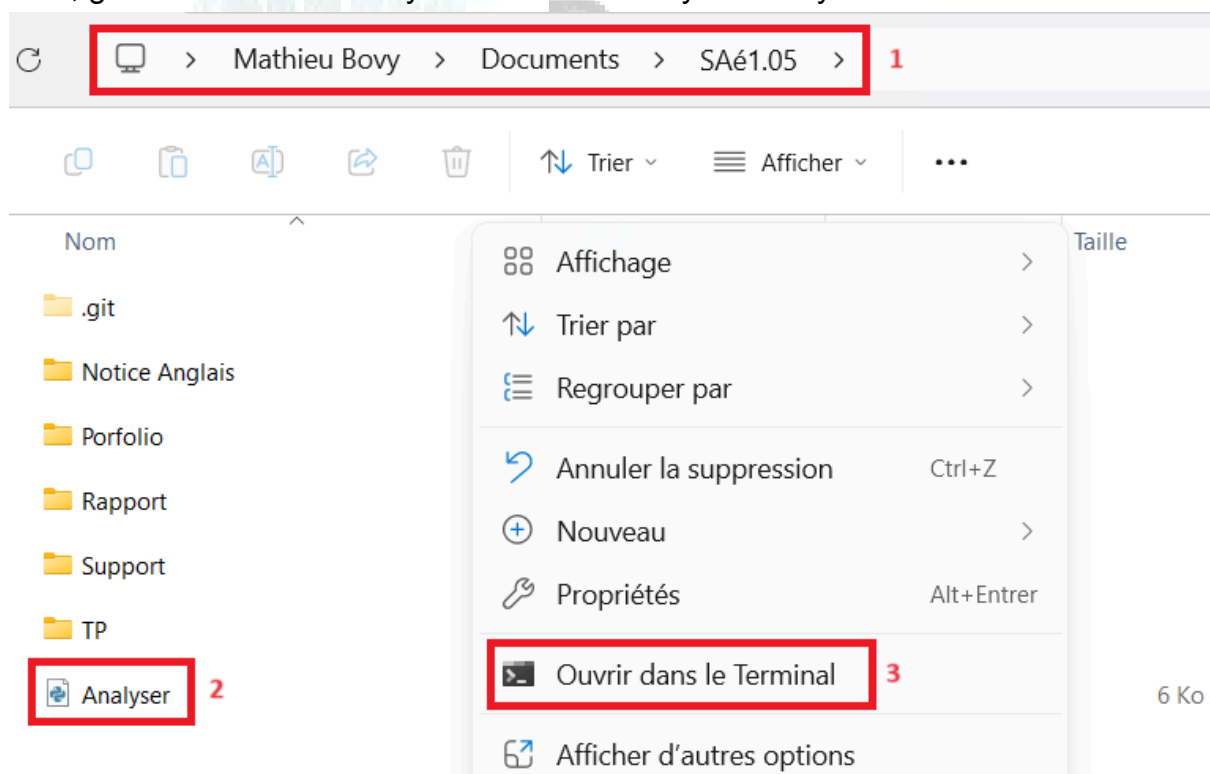 Mathieu Bovy > Documents > SAé1.05 > 1
Trier Afficher •••
Nom Taille
Affichage >
.git
Trier par >
Notice Anglais
Regrouper par >
Porfolio
Annuler la suppression Ctrl+Z
Rapport
Nouveau >
Support
Propriétés Alt+Entrer
TP
Ouvrir dans le Terminal 3
Analyser 2
6 Ko
Afficher d'autres options